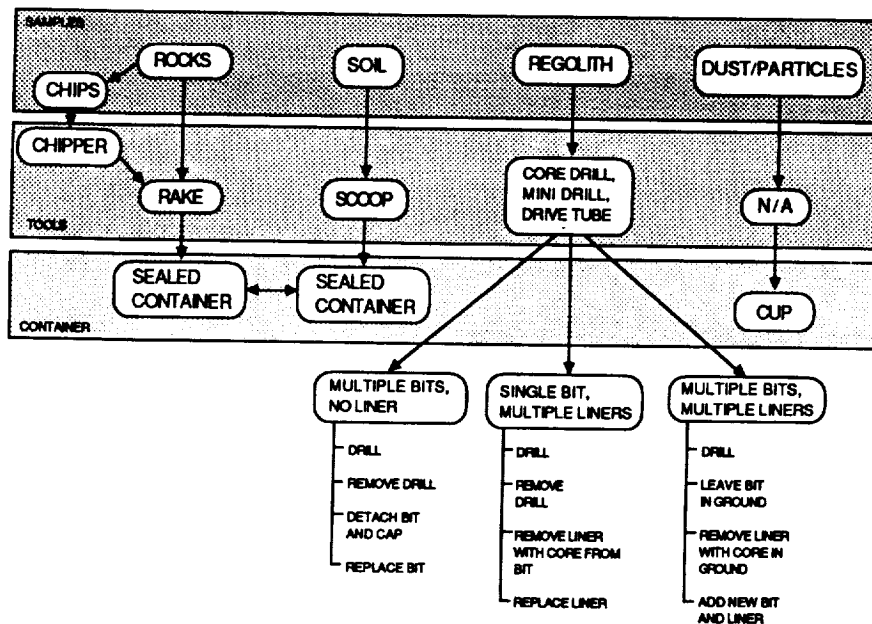 SAMPLES
ROCKS
SOIL
REGOLITH
DUST/PARTICLES
CHIPS
CHIPPER
RAKE
SCOOP
CORE DRILL,
MINI DRILL,
DRIVE TUBE
N/A
TOOLS
SEALED
CONTAINER
SEALED
CONTAINER
CUP
CONTAINER
MULTIPLE BITS,
NO LINER
DRILL
REMOVE DRILL
DETACH BIT
AND CAP
REPLACE BIT
SINGLE BIT,
MULTIPLE LINERS
DRILL
REMOVE
DRILL
REMOVE LINER
WITH CORE FROM
BIT
REPLACE LINER
MULTIPLE BITS,
MULTIPLE LINERS
DRILL
LEAVE BIT
IN GROUND
REMOVE LINER
WITH CORE IN
GROUND
ADD NEW BIT
AND LINER